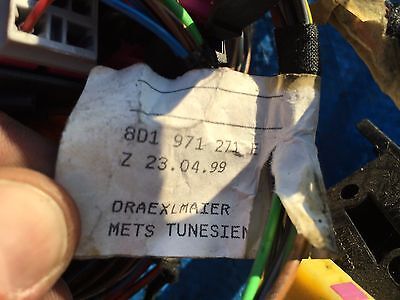 8D1 971 271 E
Z 23.04.99
DRAEXLMAIER
METS TUNESIEN